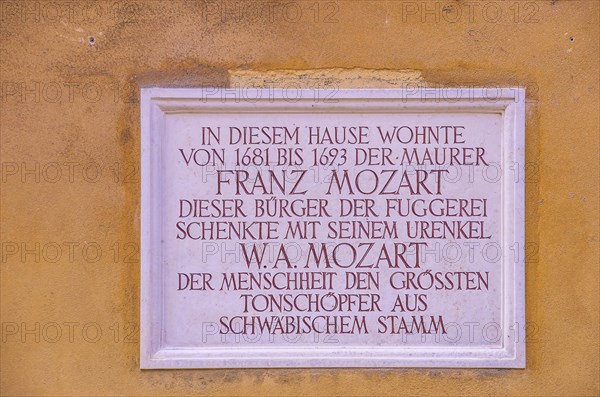 IN DIESEM HAUSE WOHNTE
VON 1681 BIS 1693 DER·MAURER
FRANZ MOZART
DIESER BÜRGER DER FUGGEREI
SCHENKTE MIT SEINEM URENKEL
W. A. MOZART
DER MENSCHHEIT DEN GRÖSSTEN
TONSCHÖPFER AUS
SCHWÄBISCHEM STAMM